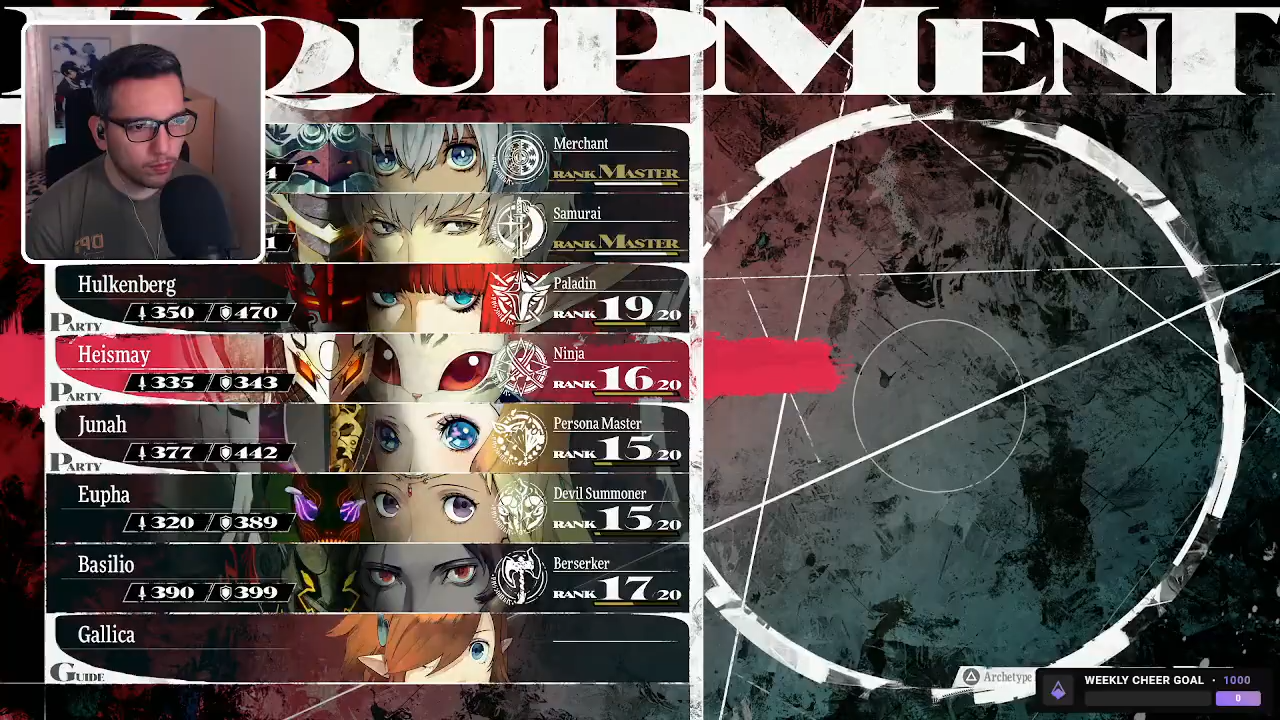 EQUIPMENT
Merchant
4
RANK MASTER
Samurai
1
RANK MASTER
Hulkenberg
Paladin
350
470
RANK 19/20
PARTY
Heismay
Ninja
335
343
RANK 16/20
PARTY
Junah
Persona Master
377
442
RANK 15/20
PARTY
Eupha
Devil Summoner
320
389
RANK 15/20
Basilio
Berserker
390
399
RANK 17/20
Gallica
GUIDE
Archetype
WEEKLY CHEER GOAL · 1000
0